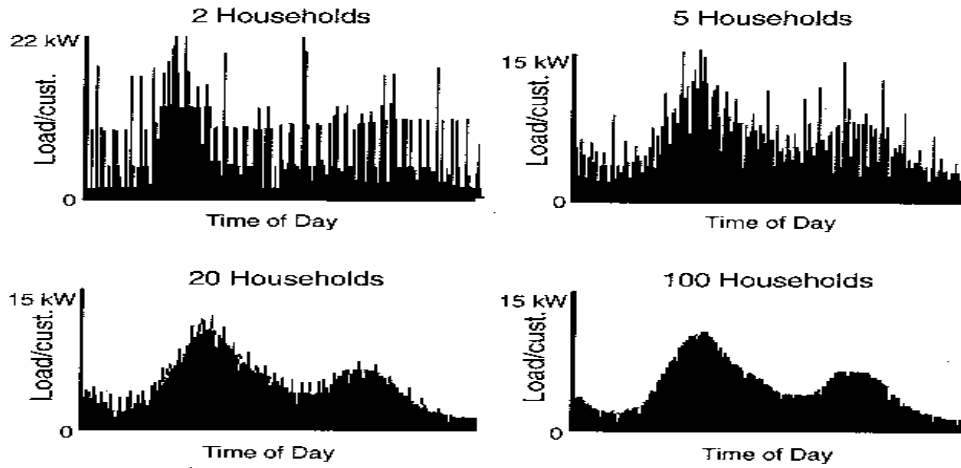 2 Households
22 kW
Load/cust.
0
Time of Day
5 Households
15 kW
Load/cust.
0
Time of Day
20 Households
15 kW
Load/cust.
0
Time of Day
100 Households
15 kW
Load/cust.
0
Time of Day